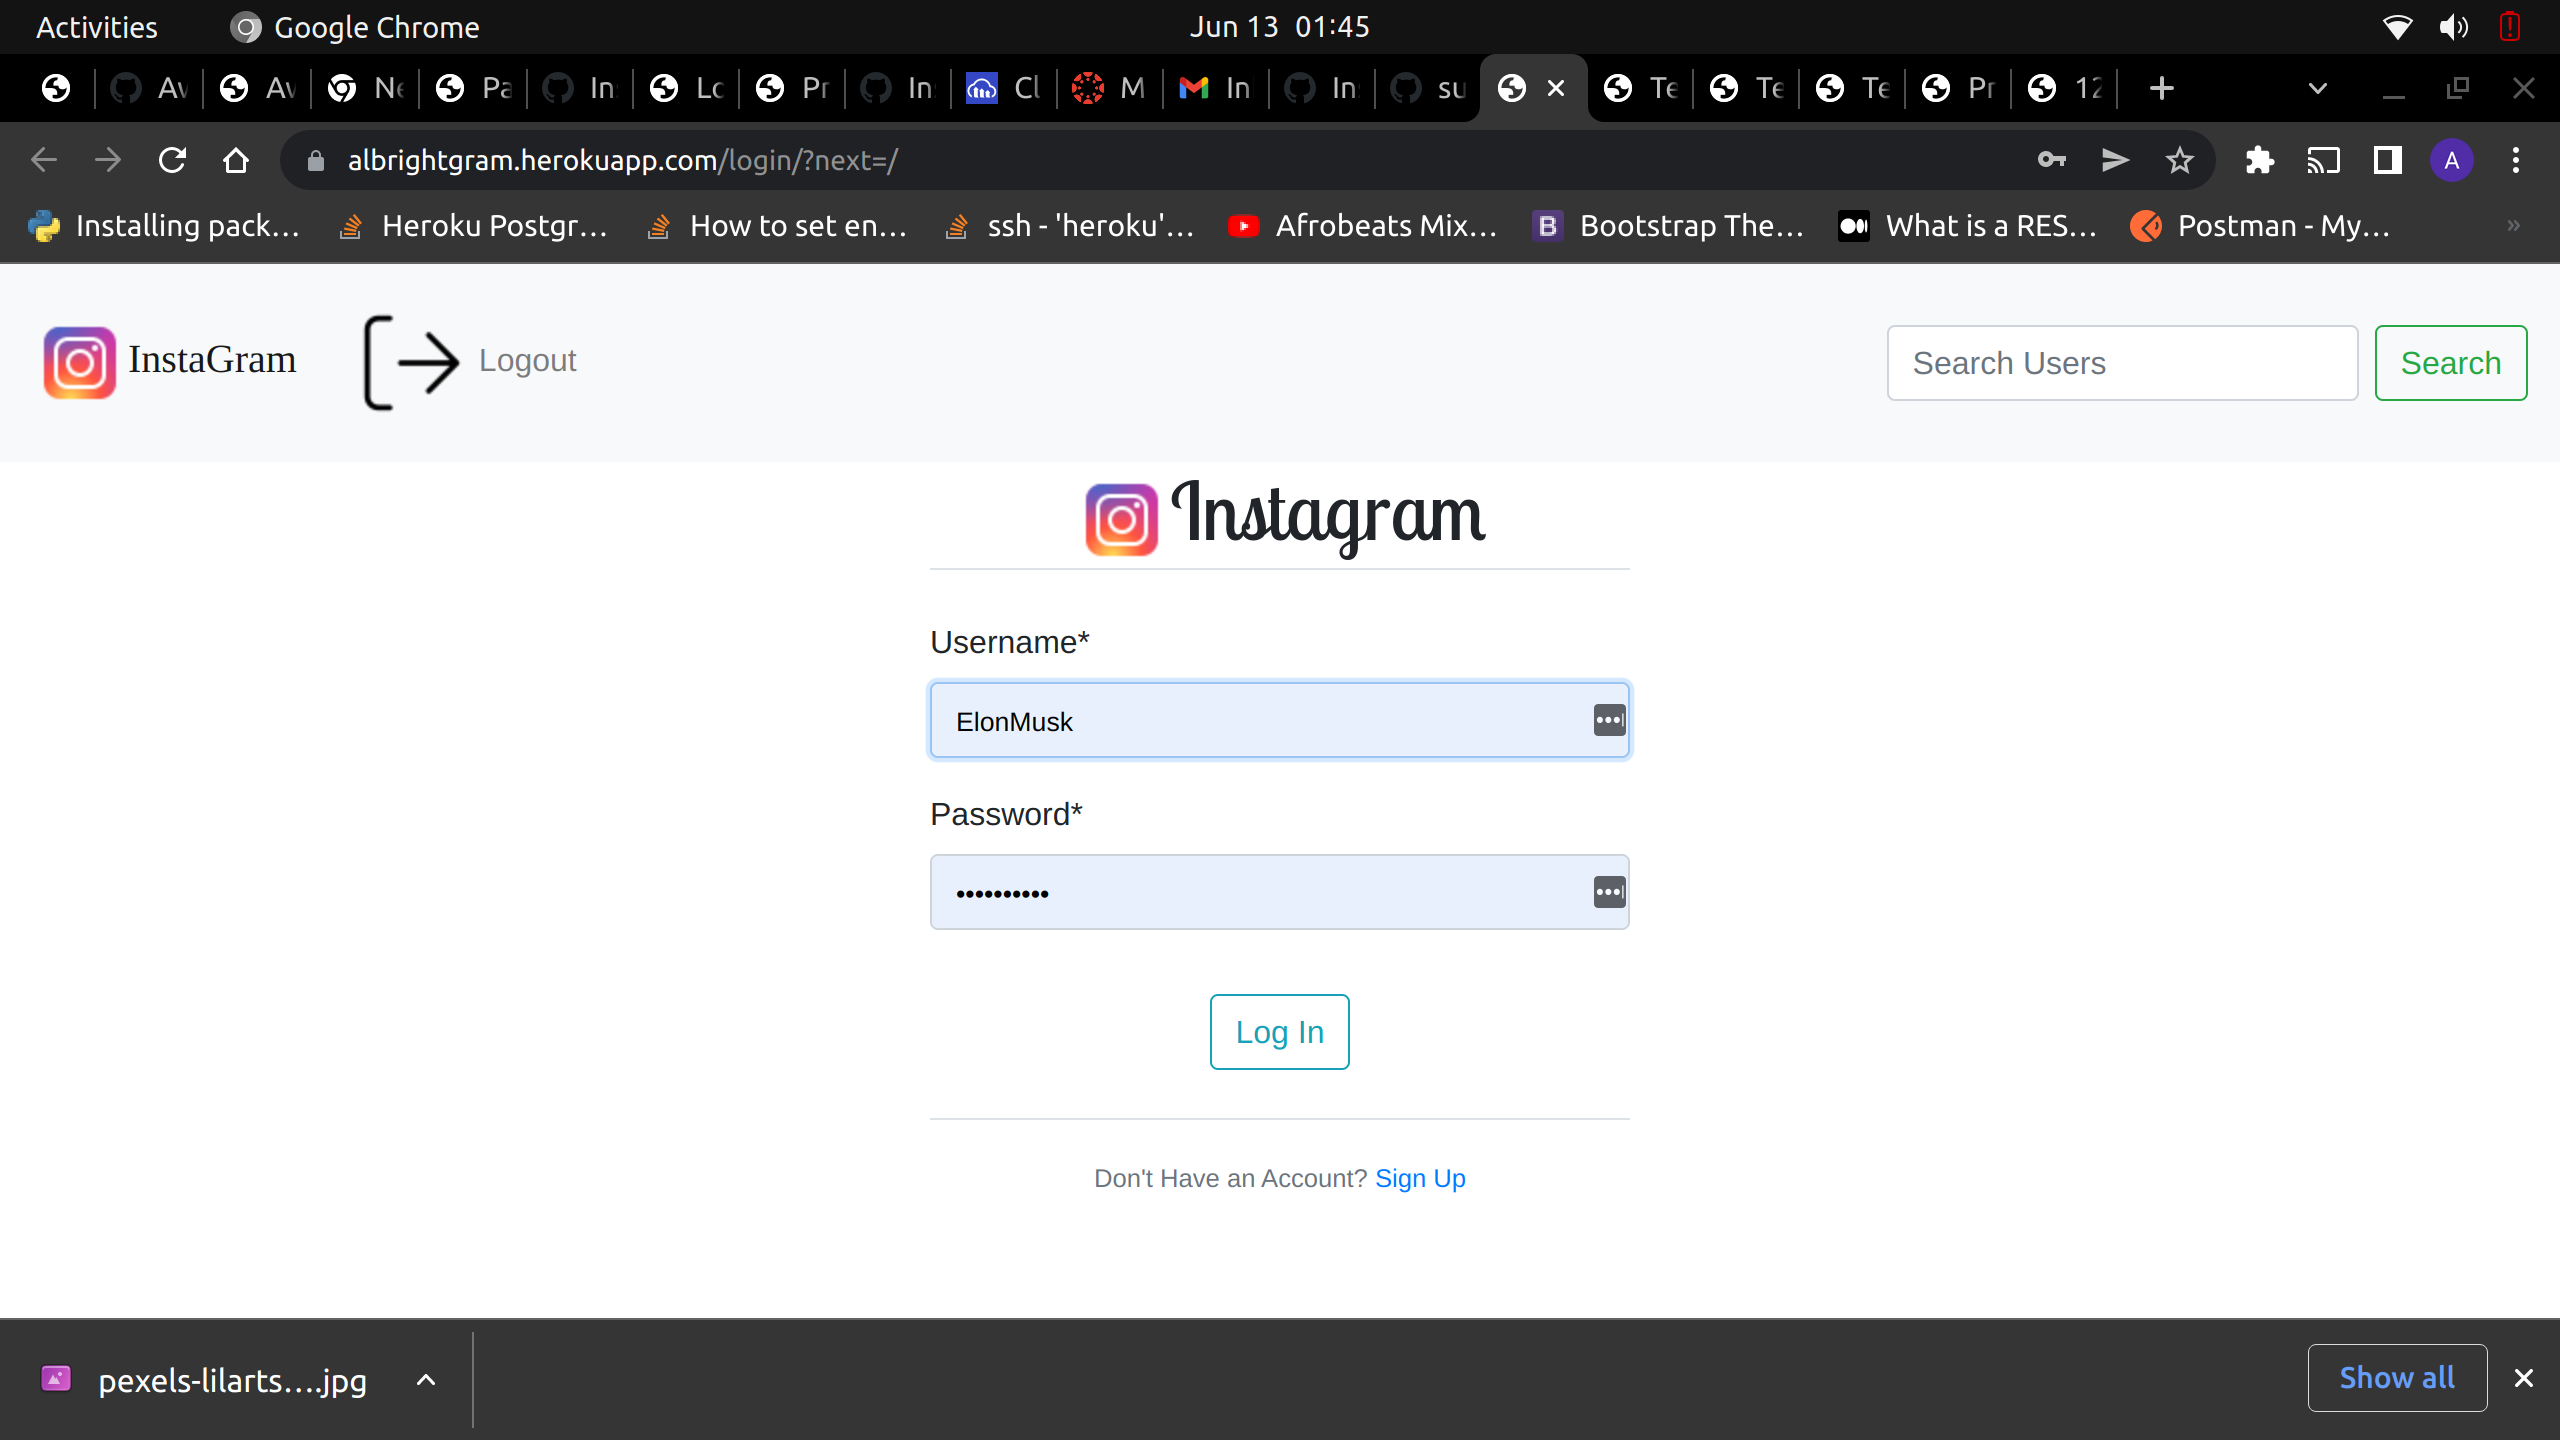 Activities Google Chrome Jun 13 01:45
Av Av Ne Pa In Lo Pr In Cl M In In su Te Te Te Pr 12
albrightgram.herokuapp.com/login/?next=/ A
Installing pack... Heroku Postgr... How to set en... ssh - 'heroku'... Afrobeats Mix... Bootstrap The... What is a RES... Postman - My... »
InstaGram Logout Search Users Search
Instagram
Username*
ElonMusk
Password*
••••••••••
Log In
Don't Have an Account? Sign Up
pexels-lilarts....jpg Show all